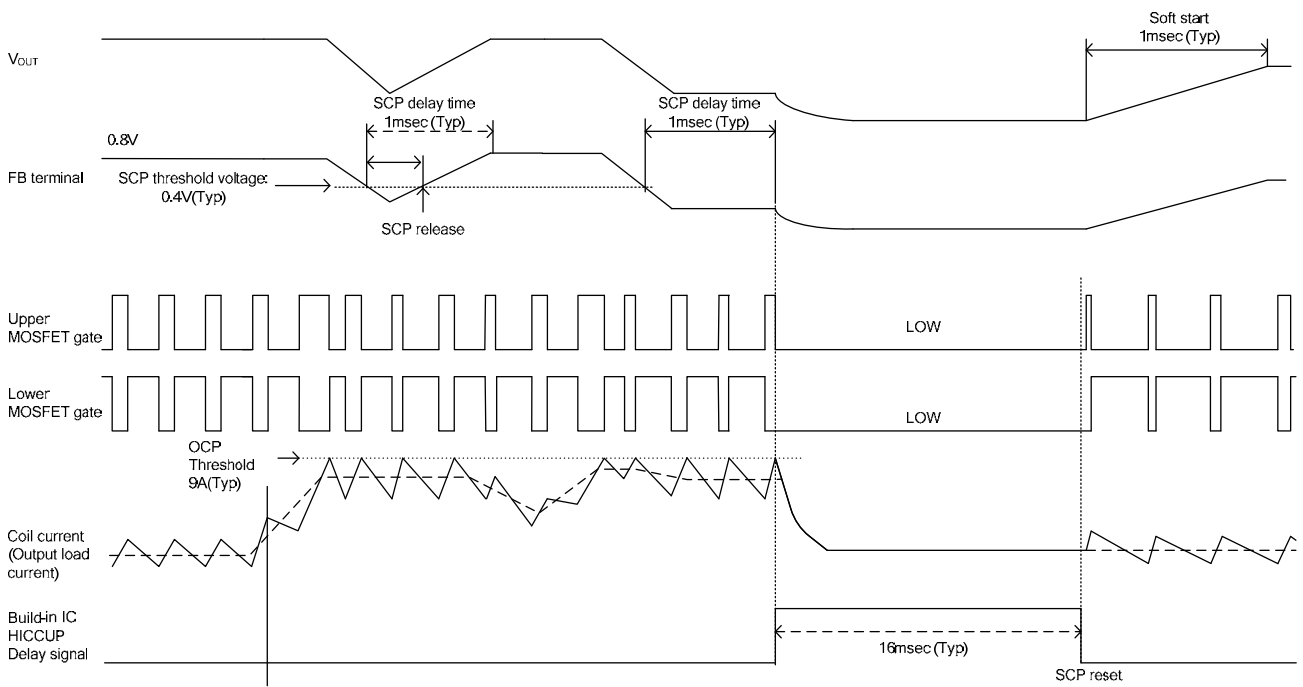 Soft start
1msec (Typ)
VOUT
SCP delay time
1msec (Typ)
SCP delay time
1msec (Typ)
0.8V
FB terminal
SCP threshold voltage:
0.4V(Typ)
SCP release
Upper
MOSFET gate
LOW
Lower
MOSFET gate
LOW
OCP
Threshold
9A(Typ)
Coil current
(Output load
current)
Build-in IC
HICCUP
Delay signal
16msec (Typ)
SCP reset